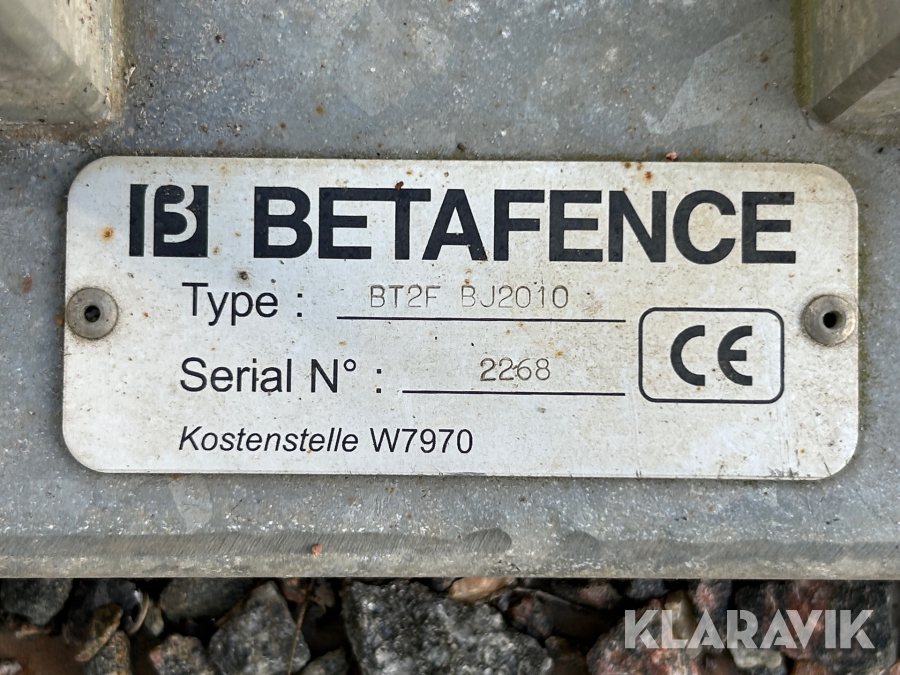 B BETAFENCE
Type : BT2F BJ2010
Serial N° : 2268
CE
Kostenstelle W7970
KLARAVIK